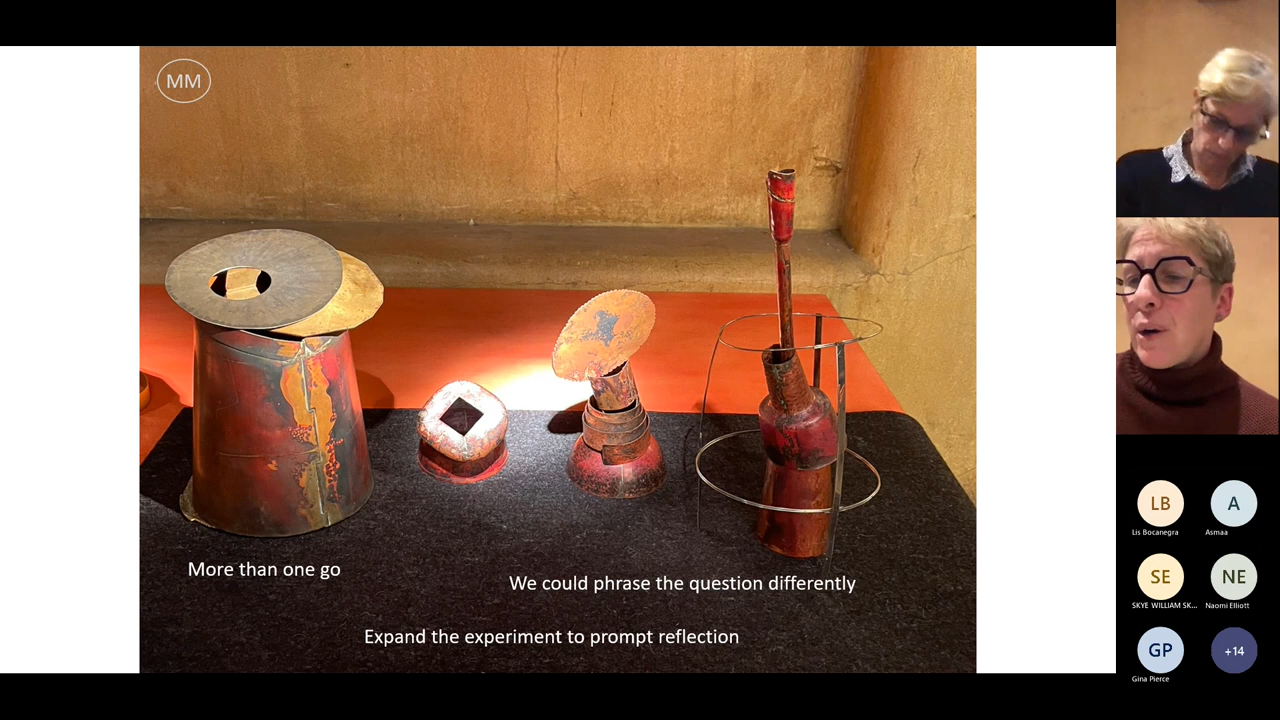 MM
More than one go
We could phrase the question differently
Expand the experiment to prompt reflection
LB
A
Lis Bocanegra
Asmaa
SE
NE
SKYE WILLIAM SK...
Naomi Elliott
GP
+14
Gina Pierce